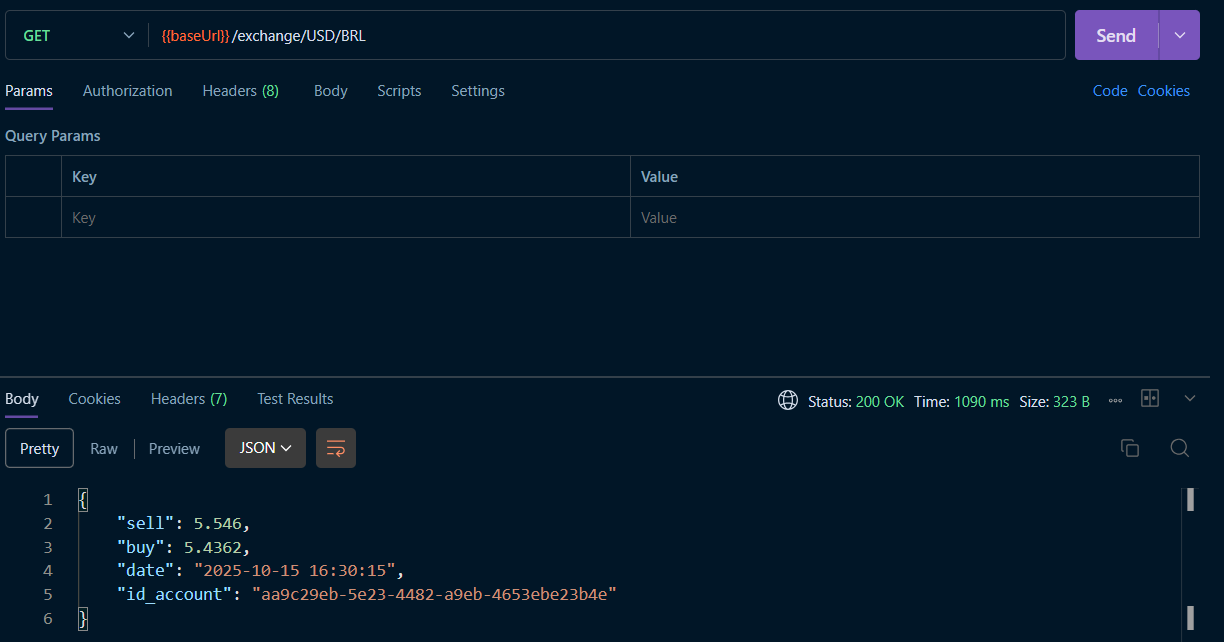 GET {{baseUrl}}/exchange/USD/BRL Send
Params Authorization Headers (8) Body Scripts Settings Code Cookies
Query Params
Key Value
Key Value
Body Cookies Headers (7) Test Results Status: 200 OK Time: 1090 ms Size: 323 B
Pretty Raw Preview JSON
1 {
2 "sell": 5.546,
3 "buy": 5.4362,
4 "date": "2025-10-15 16:30:15",
5 "id_account": "aa9c29eb-5e23-4482-a9eb-4653ebe23b4e"
6 }